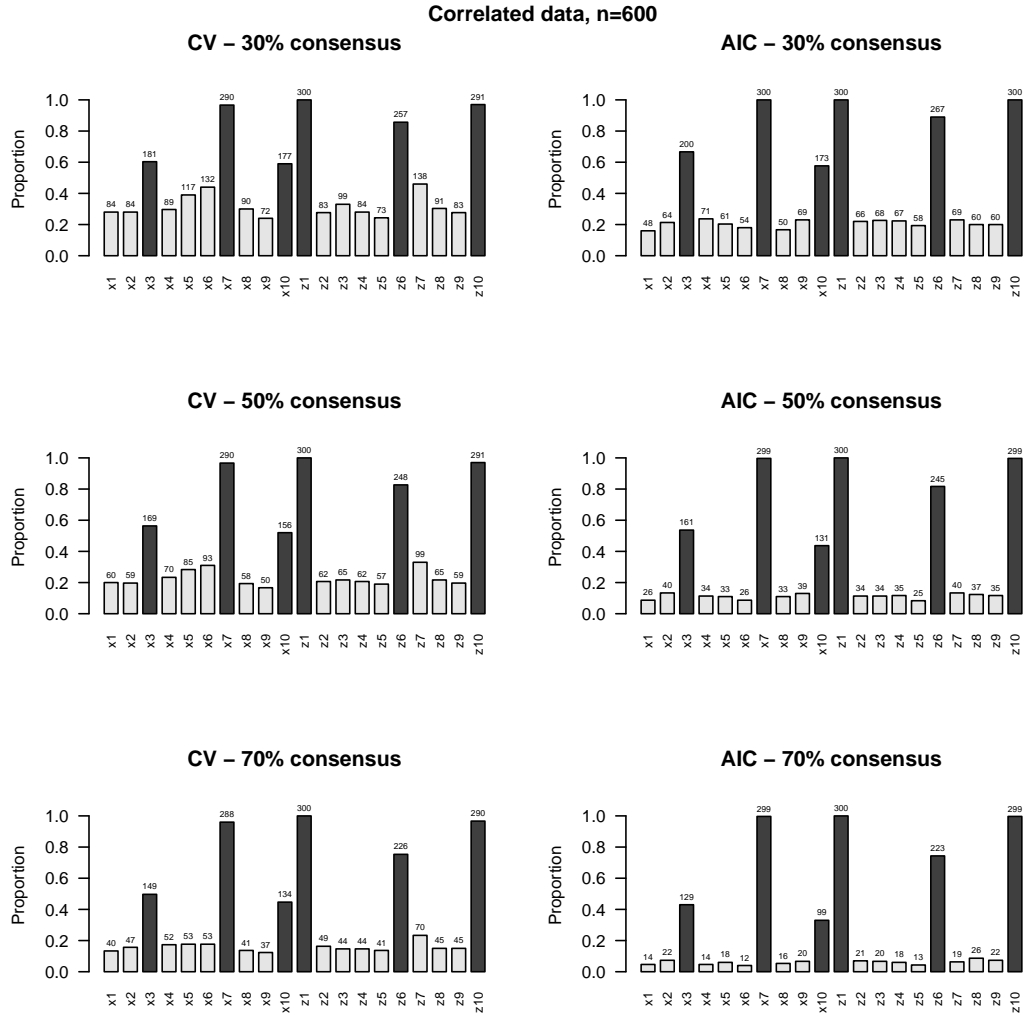 Correlated data, n=600
CV – 30% consensus
Proportion
1.0
0.8
0.6
0.4
0.2
0.0
84 84 181 89 117 132 290 90 72 177 300 83 99 84 73 257 138 91 83 291
x1 x2 x3 x4 x5 x6 x7 x8 x9 x10 z1 z2 z3 z4 z5 z6 z7 z8 z9 z10
AIC – 30% consensus
Proportion
1.0
0.8
0.6
0.4
0.2
0.0
48 64 200 71 61 54 300 50 69 173 300 66 68 67 58 267 69 60 60 300
x1 x2 x3 x4 x5 x6 x7 x8 x9 x10 z1 z2 z3 z4 z5 z6 z7 z8 z9 z10
CV – 50% consensus
Proportion
1.0
0.8
0.6
0.4
0.2
0.0
60 59 169 70 85 93 290 58 50 156 300 62 65 62 57 248 99 65 59 291
x1 x2 x3 x4 x5 x6 x7 x8 x9 x10 z1 z2 z3 z4 z5 z6 z7 z8 z9 z10
AIC – 50% consensus
Proportion
1.0
0.8
0.6
0.4
0.2
0.0
26 40 161 34 33 26 299 33 39 131 300 34 34 35 25 245 40 37 35 299
x1 x2 x3 x4 x5 x6 x7 x8 x9 x10 z1 z2 z3 z4 z5 z6 z7 z8 z9 z10
CV – 70% consensus
Proportion
1.0
0.8
0.6
0.4
0.2
0.0
40 47 149 52 53 53 288 41 37 134 300 49 44 44 41 226 70 45 45 290
x1 x2 x3 x4 x5 x6 x7 x8 x9 x10 z1 z2 z3 z4 z5 z6 z7 z8 z9 z10
AIC – 70% consensus
Proportion
1.0
0.8
0.6
0.4
0.2
0.0
14 22 129 14 18 12 299 16 20 99 300 21 20 18 13 223 19 26 22 299
x1 x2 x3 x4 x5 x6 x7 x8 x9 x10 z1 z2 z3 z4 z5 z6 z7 z8 z9 z10